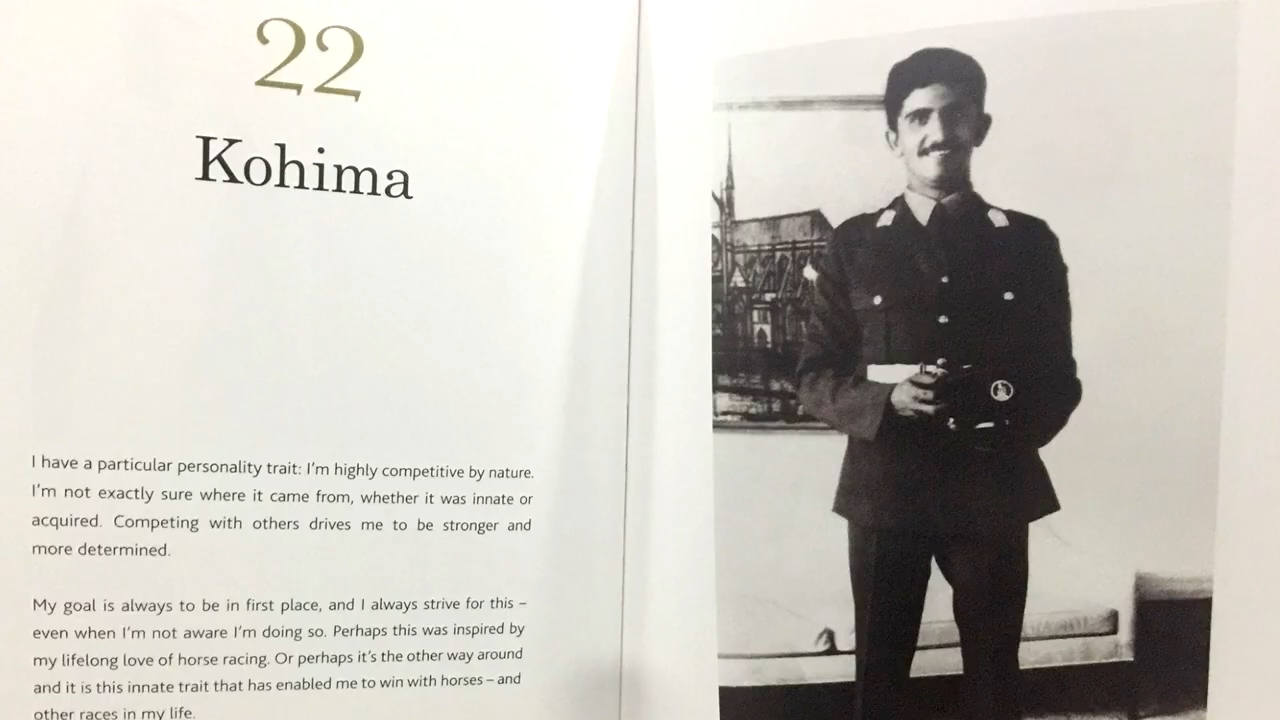 22
Kohima
I have a particular personality trait: I'm highly competitive by nature.
I'm not exactly sure where it came from, whether it was innate or
acquired. Competing with others drives me to be stronger and
more determined.
My goal is always to be in first place, and I always strive for this –
even when I'm not aware I'm doing so. Perhaps this was inspired by
my lifelong love of horse racing. Or perhaps it's the other way around
and it is this innate trait that has enabled me to win with horses – and
other races in my life.